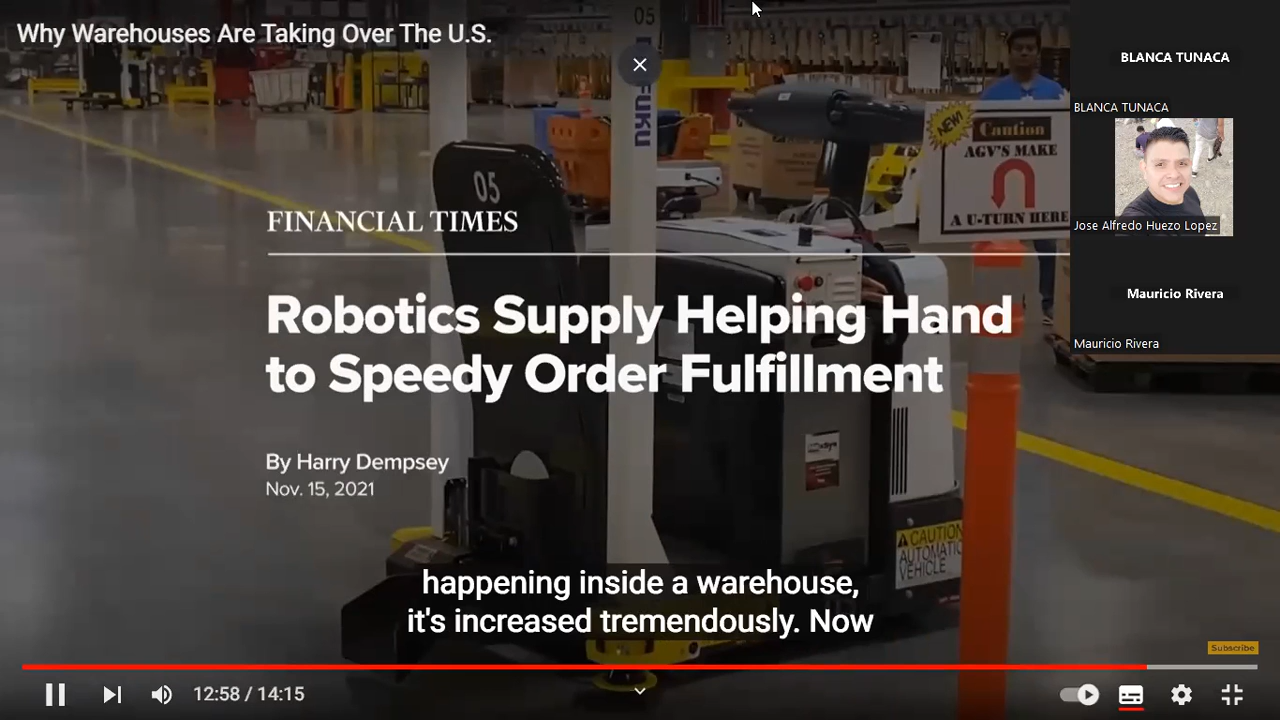 Why Warehouses Are Taking Over The U.S.
05
FUKU
BLANCA TUNACA
BLANCA TUNACA
NEW!
Caution
AGV'S MAKE
A U-TURN HERE
05
Jose Alfredo Huezo Lopez
FINANCIAL TIMES
Robotics Supply Helping Hand
to Speedy Order Fulfillment
Mauricio Rivera
Mauricio Rivera
By Harry Dempsey
Nov. 15, 2021
CAUTION
AUTOMATIC
VEHICLE
happening inside a warehouse,
it's increased tremendously. Now
Subscribe
12:58 / 14:15